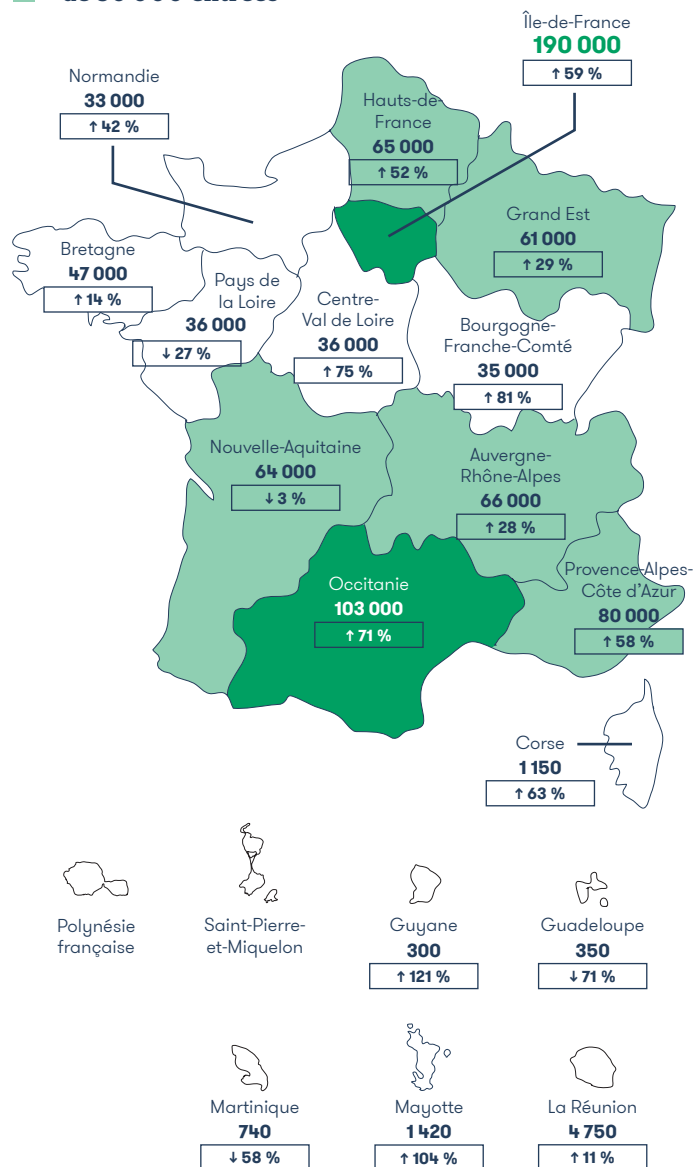 de 50 000 entrées
Île-de-France
190 000
↑ 59 %
Normandie
33 000
↑ 42 %
Hauts-de-
France
65 000
↑ 52 %
Grand Est
61 000
↑ 29 %
Bretagne
47 000
↑ 14 %
Pays de
la Loire
36 000
↓ 27 %
Centre-
Val de Loire
36 000
↑ 75 %
Bourgogne-
Franche-Comté
35 000
↑ 81 %
Nouvelle-Aquitaine
64 000
↓ 3 %
Auvergne-
Rhône-Alpes
66 000
↑ 28 %
Occitanie
103 000
↑ 71 %
Provence-Alpes-
Côte d’Azur
80 000
↑ 58 %
Corse
1 150
↑ 63 %
Polynésie
française
Saint-Pierre-
et-Miquelon
Guyane
300
↑ 121 %
Guadeloupe
350
↓ 71 %
Martinique
740
↓ 58 %
Mayotte
1 420
↑ 104 %
La Réunion
4 750
↑ 11 %